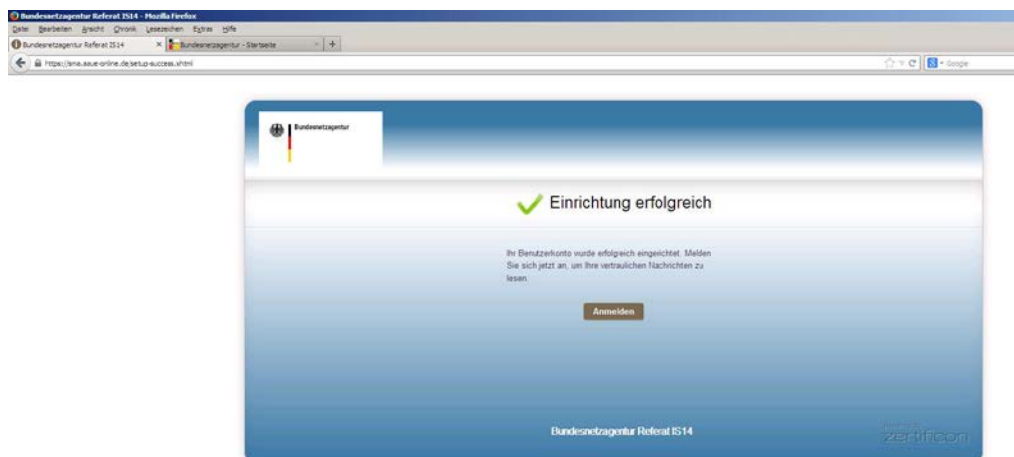 Bundesnetzagentur Referat IS14 - Mozilla Firefox
Datei Bearbeiten Ansicht Chronik Lesezeichen Extras Hilfe
Bundesnetzagentur Referat IS14 × Bundesnetzagentur - Startseite × +
Google
Bundesnetzagentur
Einrichtung erfolgreich
Ihr Benutzerkonto wurde erfolgreich eingerichtet. Melden
Sie sich jetzt an, um Ihre vertraulichen Nachrichten zu
lesen.
Anmelden
Bundesnetzagentur Referat IS14
zertificon